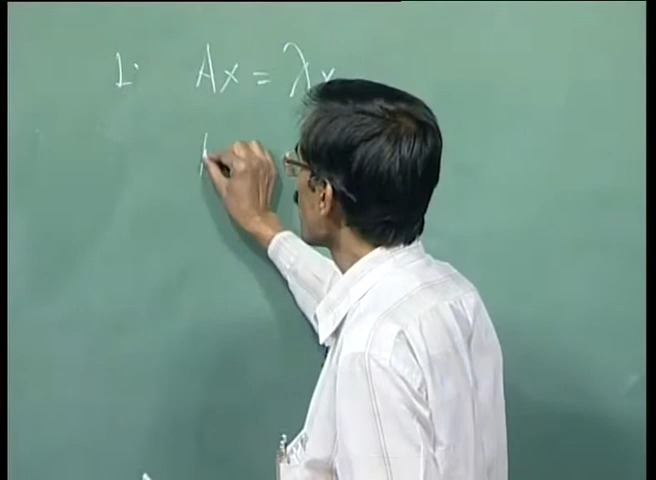 1. Ax = λx